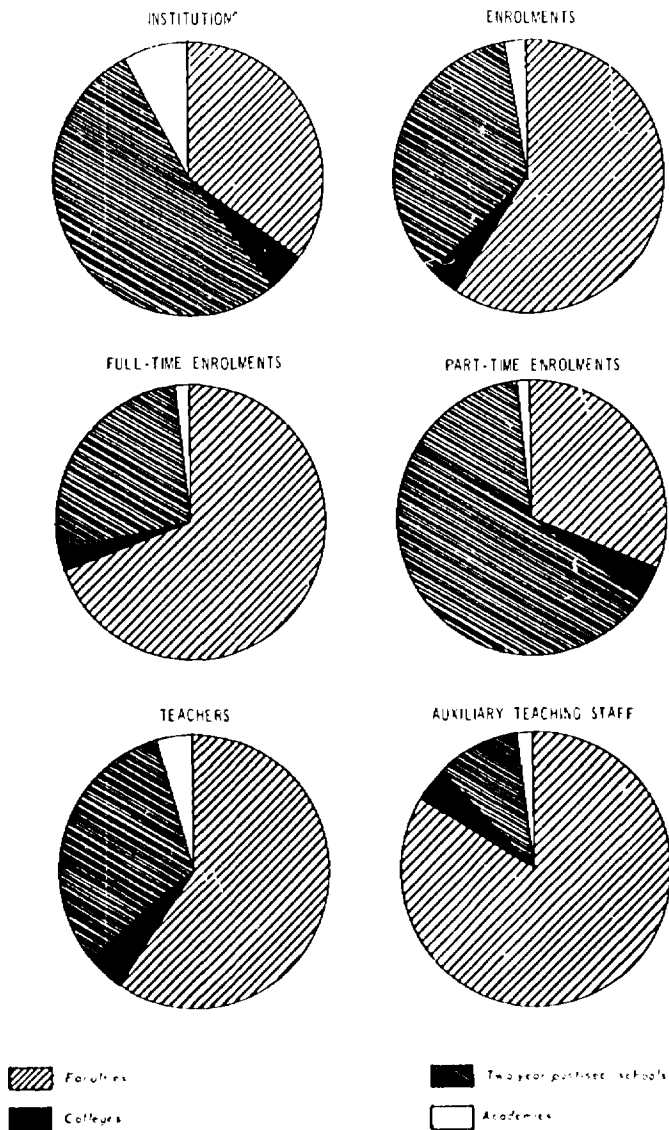 INSTITUTIONS
ENROLMENTS
FULL-TIME ENROLMENTS
PART-TIME ENROLMENTS
TEACHERS
AUXILIARY TEACHING STAFF
Faculties
Two year post-sec. schools
Colleges
Academies